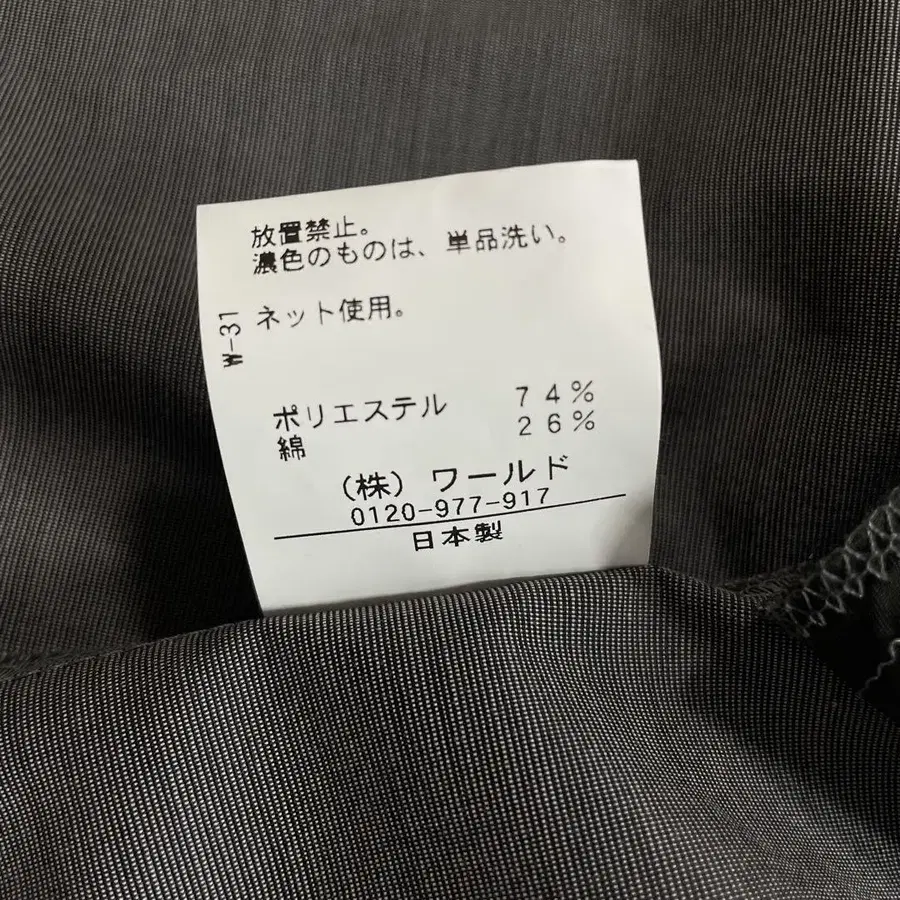 放置禁止。
濃色のものは、単品洗い。
ネット使用。
W-31
ポリエステル 74%
綿 26%
(株) ワールド
0120-977-917
日本製